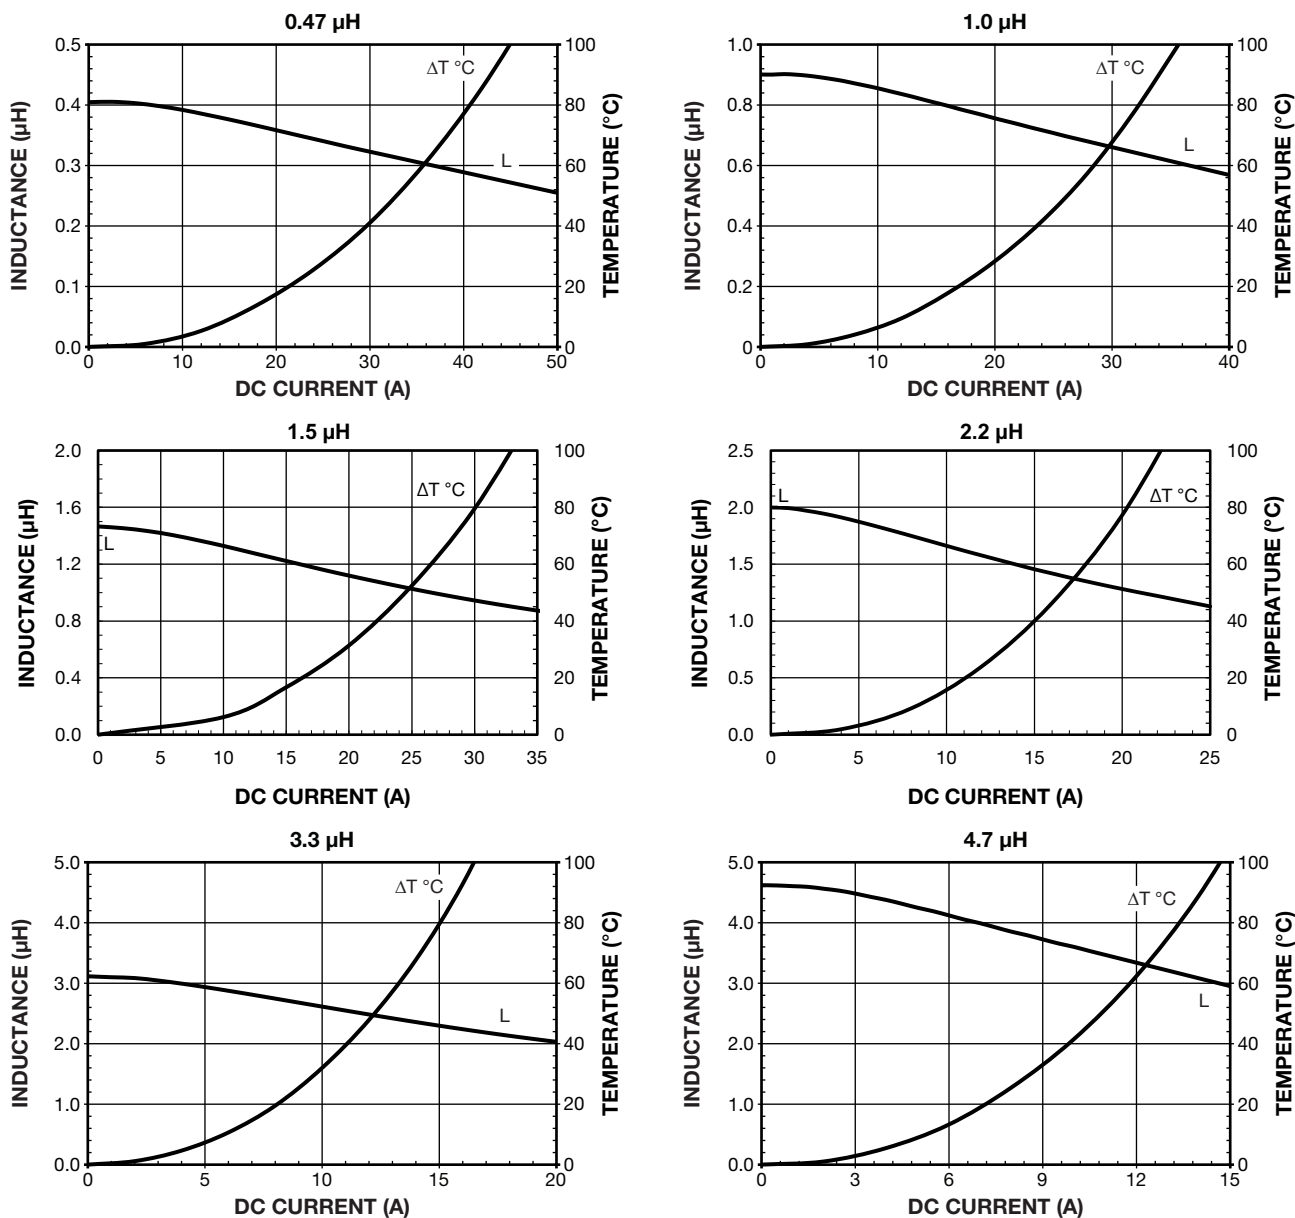 0.47 µH
0.5
0.4
0.3
0.2
0.1
0.0
INDUCTANCE (µH)
ΔT °C
L
100
80
60
40
20
0
TEMPERATURE (°C)
0 10 20 30 40 50
DC CURRENT (A)
1.0 µH
1.0
0.8
0.6
0.4
0.2
0
INDUCTANCE (µH)
ΔT °C
L
100
80
60
40
20
0
TEMPERATURE (°C)
0 10 20 30 40
DC CURRENT (A)
1.5 µH
2.0
1.6
1.2
0.8
0.4
0.0
INDUCTANCE (µH)
ΔT °C
L
100
80
60
40
20
0
TEMPERATURE (°C)
0 5 10 15 20 25 30 35
DC CURRENT (A)
2.2 µH
2.5
2.0
1.5
1.0
0.5
0.0
INDUCTANCE (µH)
L
ΔT °C
100
80
60
40
20
0
TEMPERATURE (°C)
0 5 10 15 20 25
DC CURRENT (A)
3.3 µH
5.0
4.0
3.0
2.0
1.0
0.0
INDUCTANCE (µH)
ΔT °C
L
100
80
60
40
20
0
TEMPERATURE (°C)
0 5 10 15 20
DC CURRENT (A)
4.7 µH
5.0
4.0
3.0
2.0
1.0
0.0
INDUCTANCE (µH)
ΔT °C
L
100
80
60
40
20
0
TEMPERATURE (°C)
0 3 6 9 12 15
DC CURRENT (A)